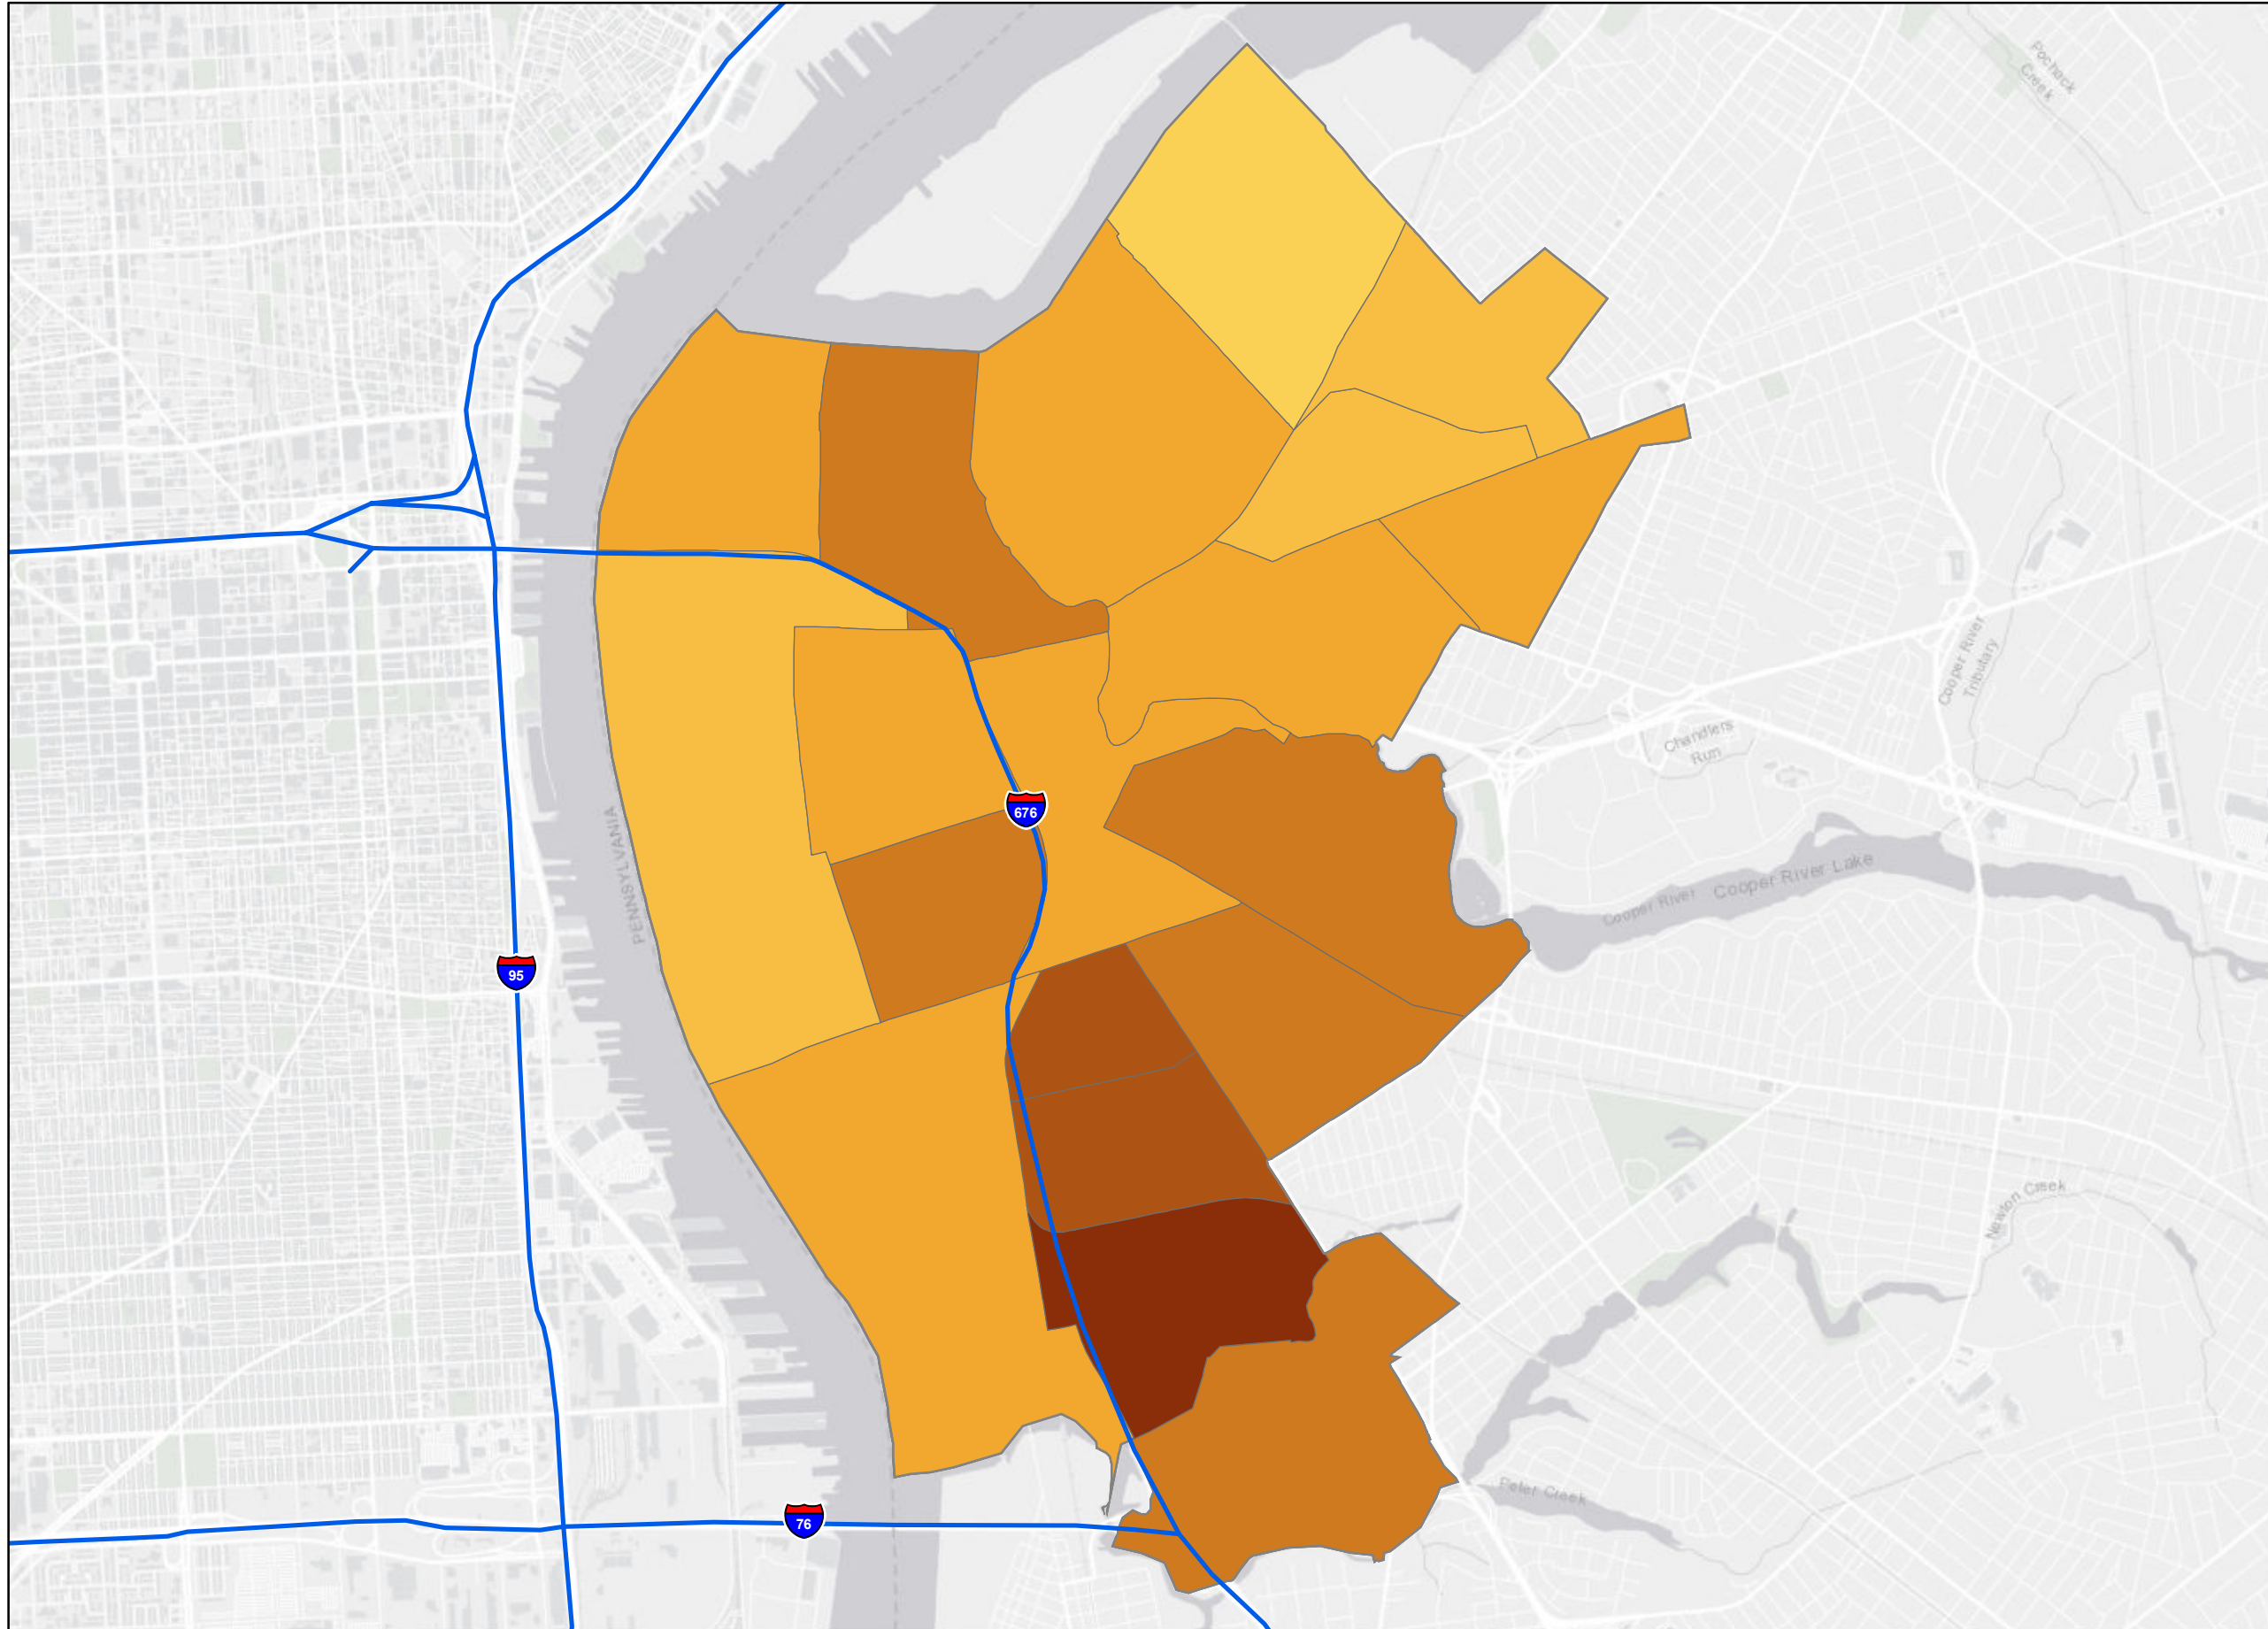 Pochack
Creek
Cooper River
Tributary
Chandlers
Run
676
PENNSYLVANIA
Cooper River
Cooper River Lake
95
Newton Creek
Peter Creek
76